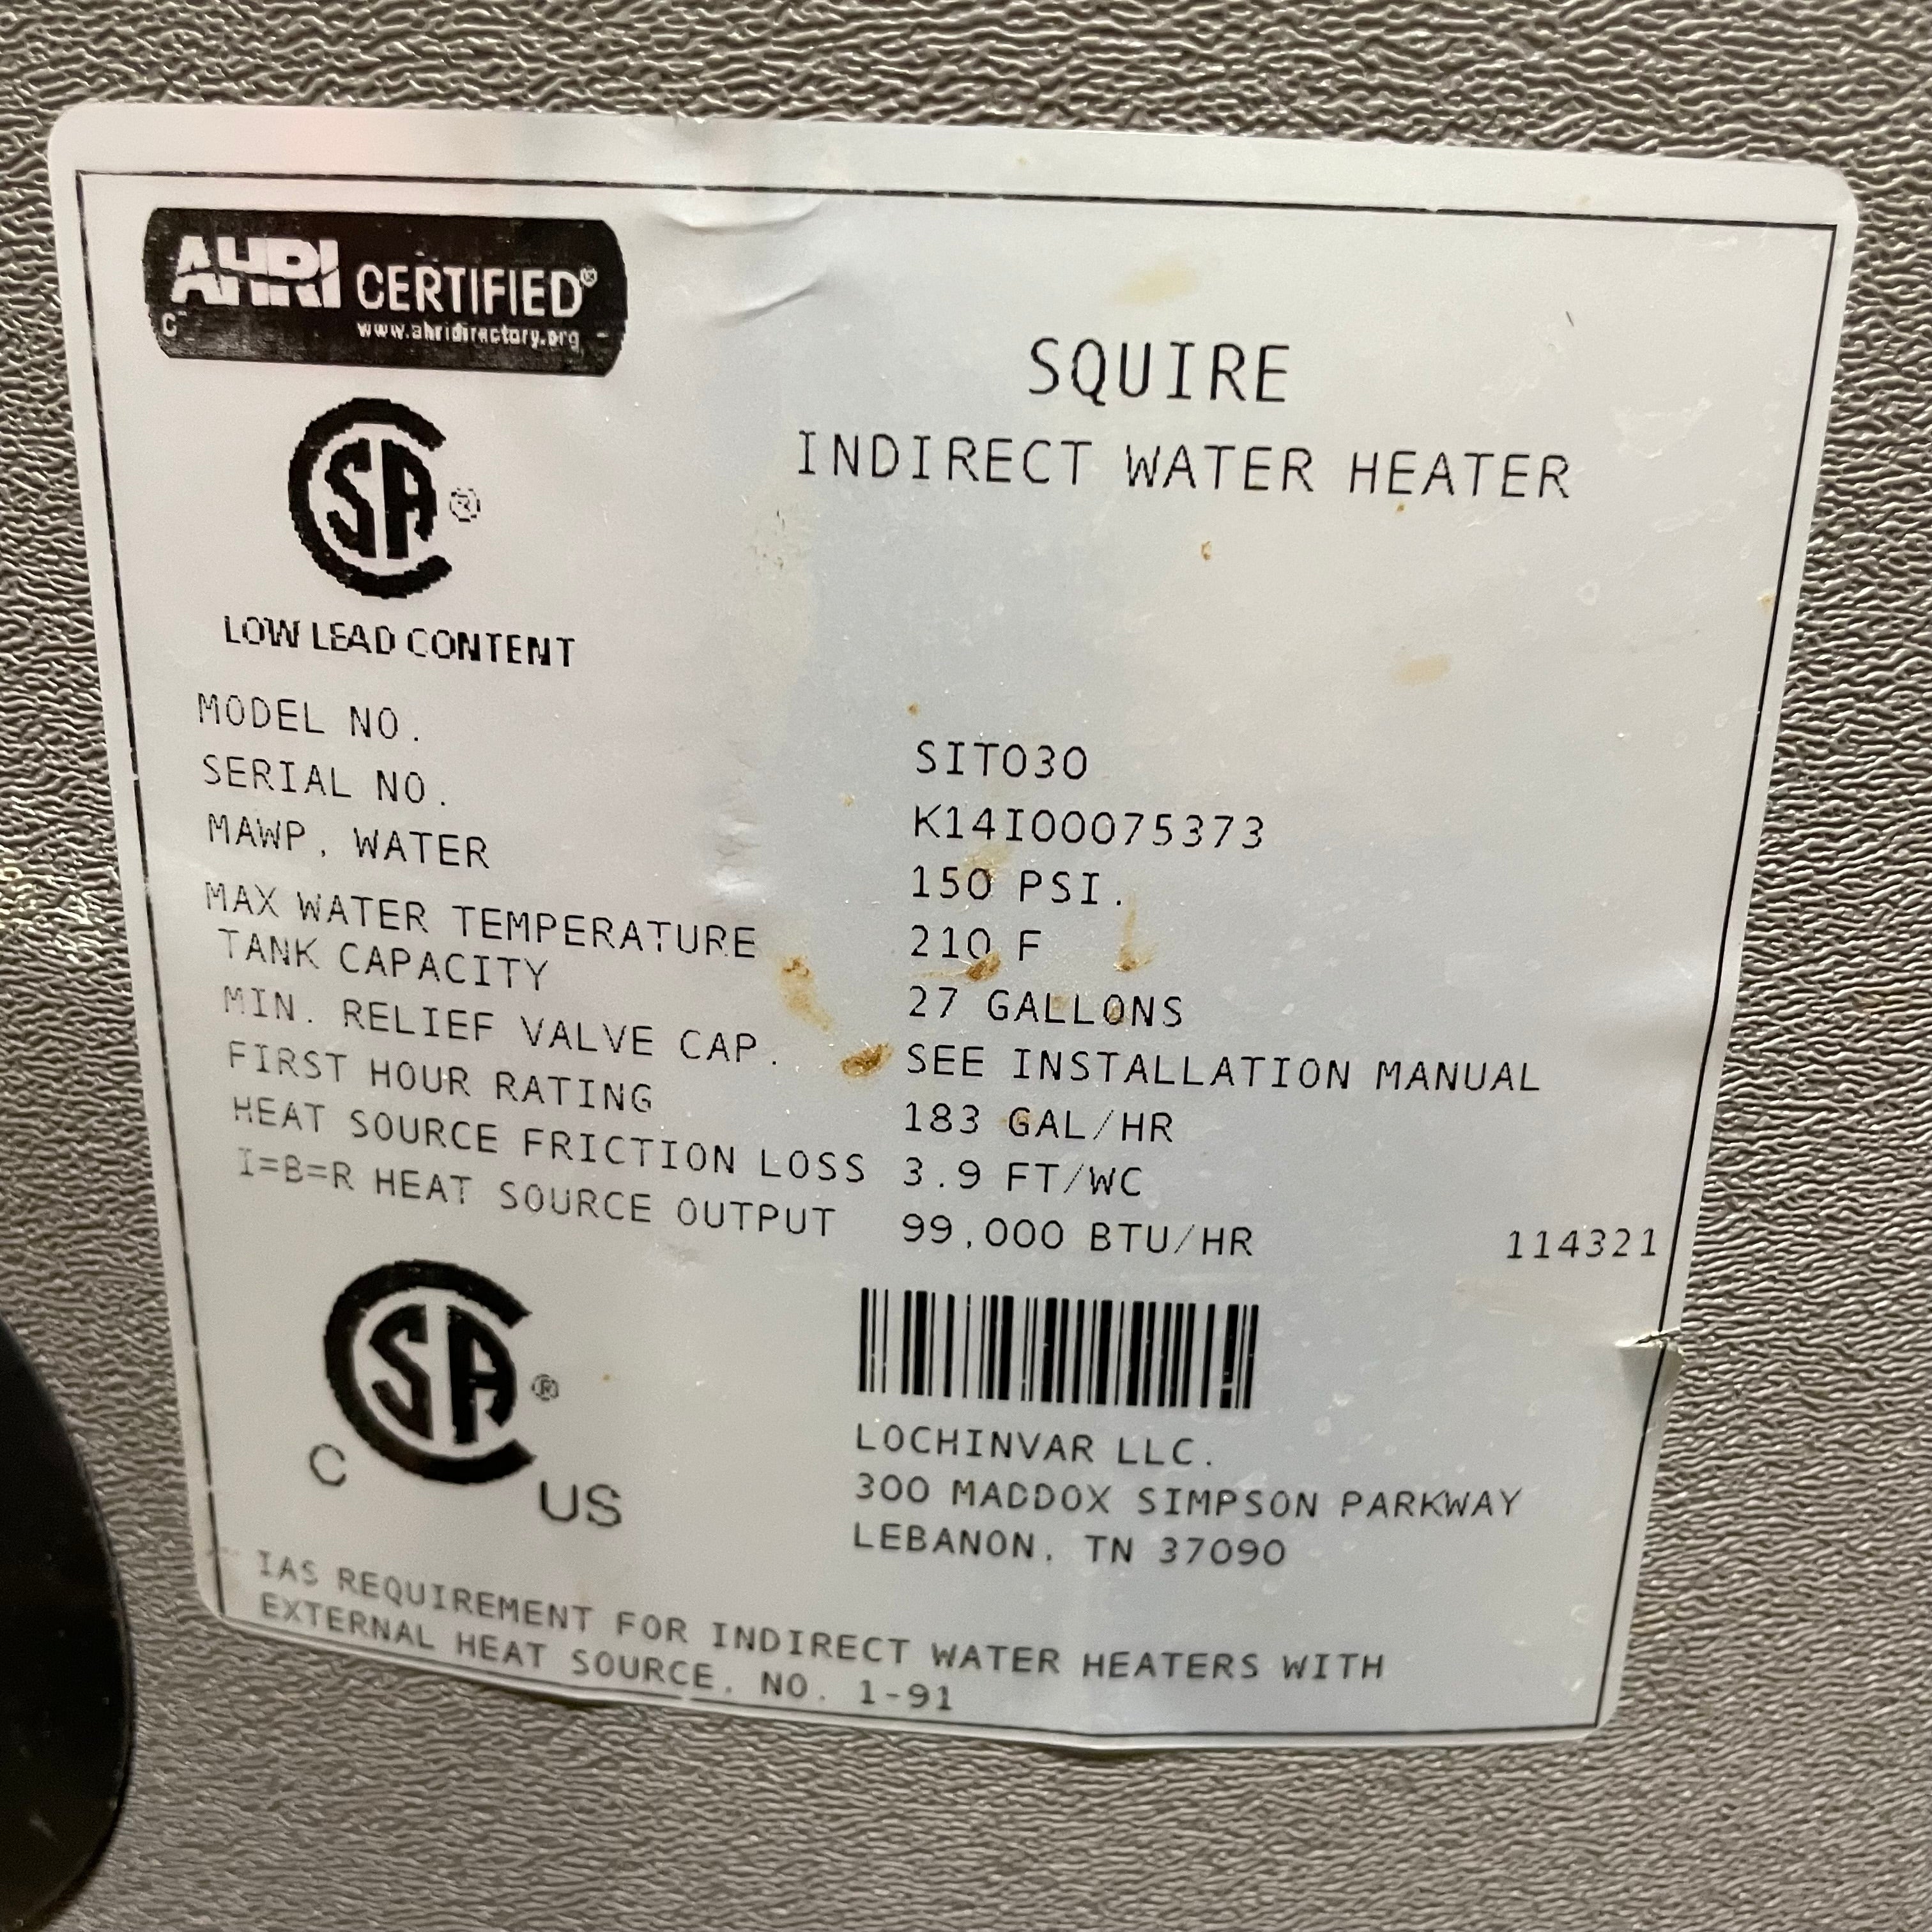 AHRI CERTIFIED®
www.ahridirectory.org
SA®
LOW LEAD CONTENT
SQUIRE
INDIRECT WATER HEATER
MODEL NO. SIT030
SERIAL NO. K14I00075373
MAWP, WATER 150 PSI.
MAX WATER TEMPERATURE 210 F
TANK CAPACITY 27 GALLONS
MIN. RELIEF VALVE CAP. SEE INSTALLATION MANUAL
FIRST HOUR RATING 183 GAL/HR
HEAT SOURCE FRICTION LOSS 3.9 FT/WC
I=B=R HEAT SOURCE OUTPUT 99,000 BTU/HR
114321
C SA® US
LOCHINVAR LLC.
300 MADDOX SIMPSON PARKWAY
LEBANON, TN 37090
IAS REQUIREMENT FOR INDIRECT WATER HEATERS WITH
EXTERNAL HEAT SOURCE, NO. 1-91